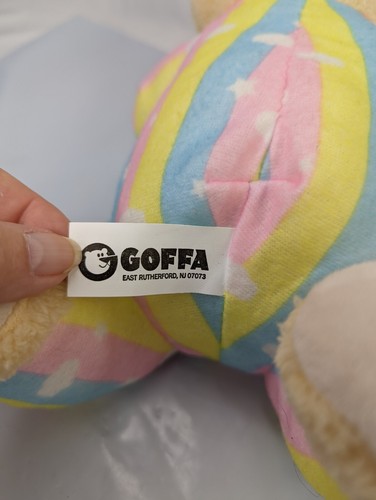 GOFFA
EAST RUTHERFORD, NJ 07073